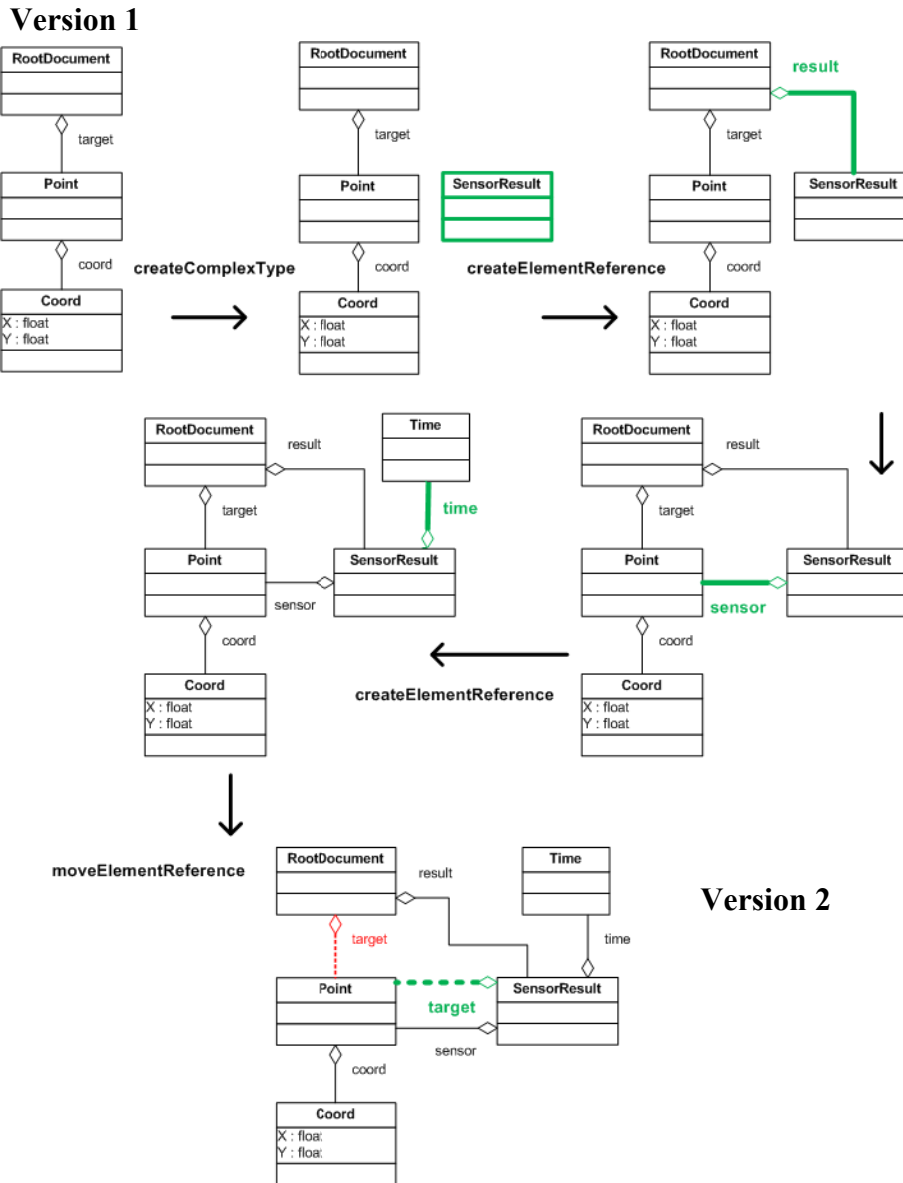 Version 1
RootDocument
target
Point
coord
Coord
X : float
Y : float
createComplexType
RootDocument
target
Point
SensorResult
coord
Coord
X : float
Y : float
createElementReference
RootDocument
result
target
Point
SensorResult
coord
Coord
X : float
Y : float
RootDocument
result
target
Point
SensorResult
sensor
coord
Coord
X : float
Y : float
createElementReference
RootDocument
result
Time
target
time
Point
SensorResult
sensor
coord
Coord
X : float
Y : float
moveElementReference
RootDocument
result
Time
Version 2
target
time
Point
target
SensorResult
sensor
coord
Coord
X : float
Y : float